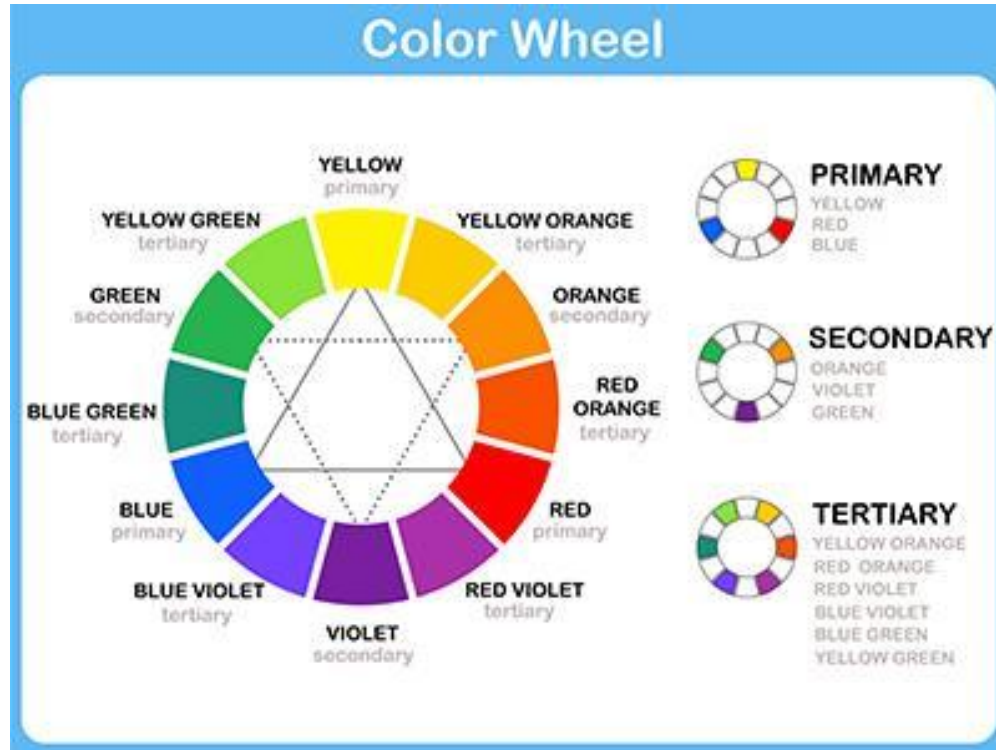 Color Wheel
YELLOW
primary
YELLOW GREEN
tertiary
YELLOW ORANGE
tertiary
GREEN
secondary
ORANGE
secondary
BLUE GREEN
tertiary
RED
ORANGE
tertiary
BLUE
primary
RED
primary
BLUE VIOLET
tertiary
RED VIOLET
tertiary
VIOLET
secondary
PRIMARY
YELLOW
RED
BLUE
SECONDARY
ORANGE
VIOLET
GREEN
TERTIARY
YELLOW ORANGE
RED ORANGE
RED VIOLET
BLUE VIOLET
BLUE GREEN
YELLOW GREEN